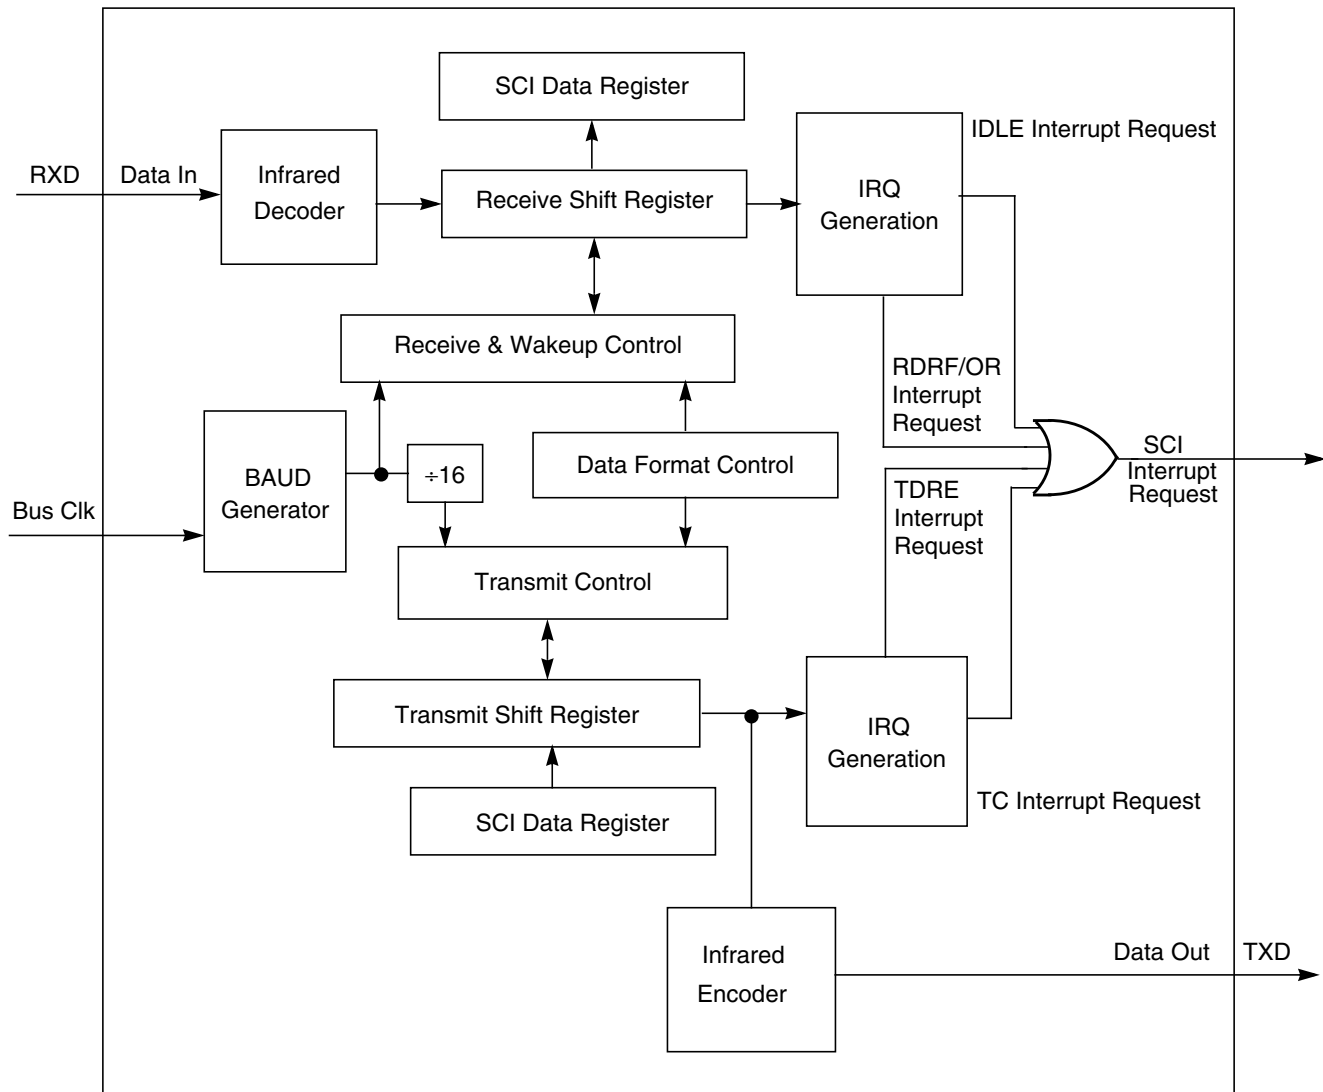 SCI Data Register
IDLE Interrupt Request
RXD
Data In
Infrared
Decoder
Receive Shift Register
IRQ
Generation
Receive & Wakeup Control
RDRF/OR
Interrupt
Request
BAUD
Generator
÷16
Data Format Control
SCI
Interrupt
Request
Bus Clk
TDRE
Interrupt
Request
Transmit Control
Transmit Shift Register
IRQ
Generation
SCI Data Register
TC Interrupt Request
Infrared
Encoder
Data Out
TXD